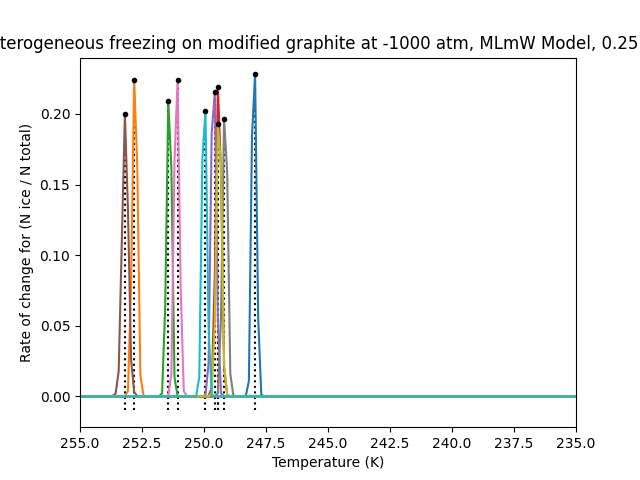 terogeneous freezing on modified graphite at -1000 atm, MLmW Model, 0.25
Rate of change for (N ice / N total)
0.20
0.15
0.10
0.05
0.00
255.0 252.5 250.0 247.5 245.0 242.5 240.0 237.5 235.0
Temperature (K)